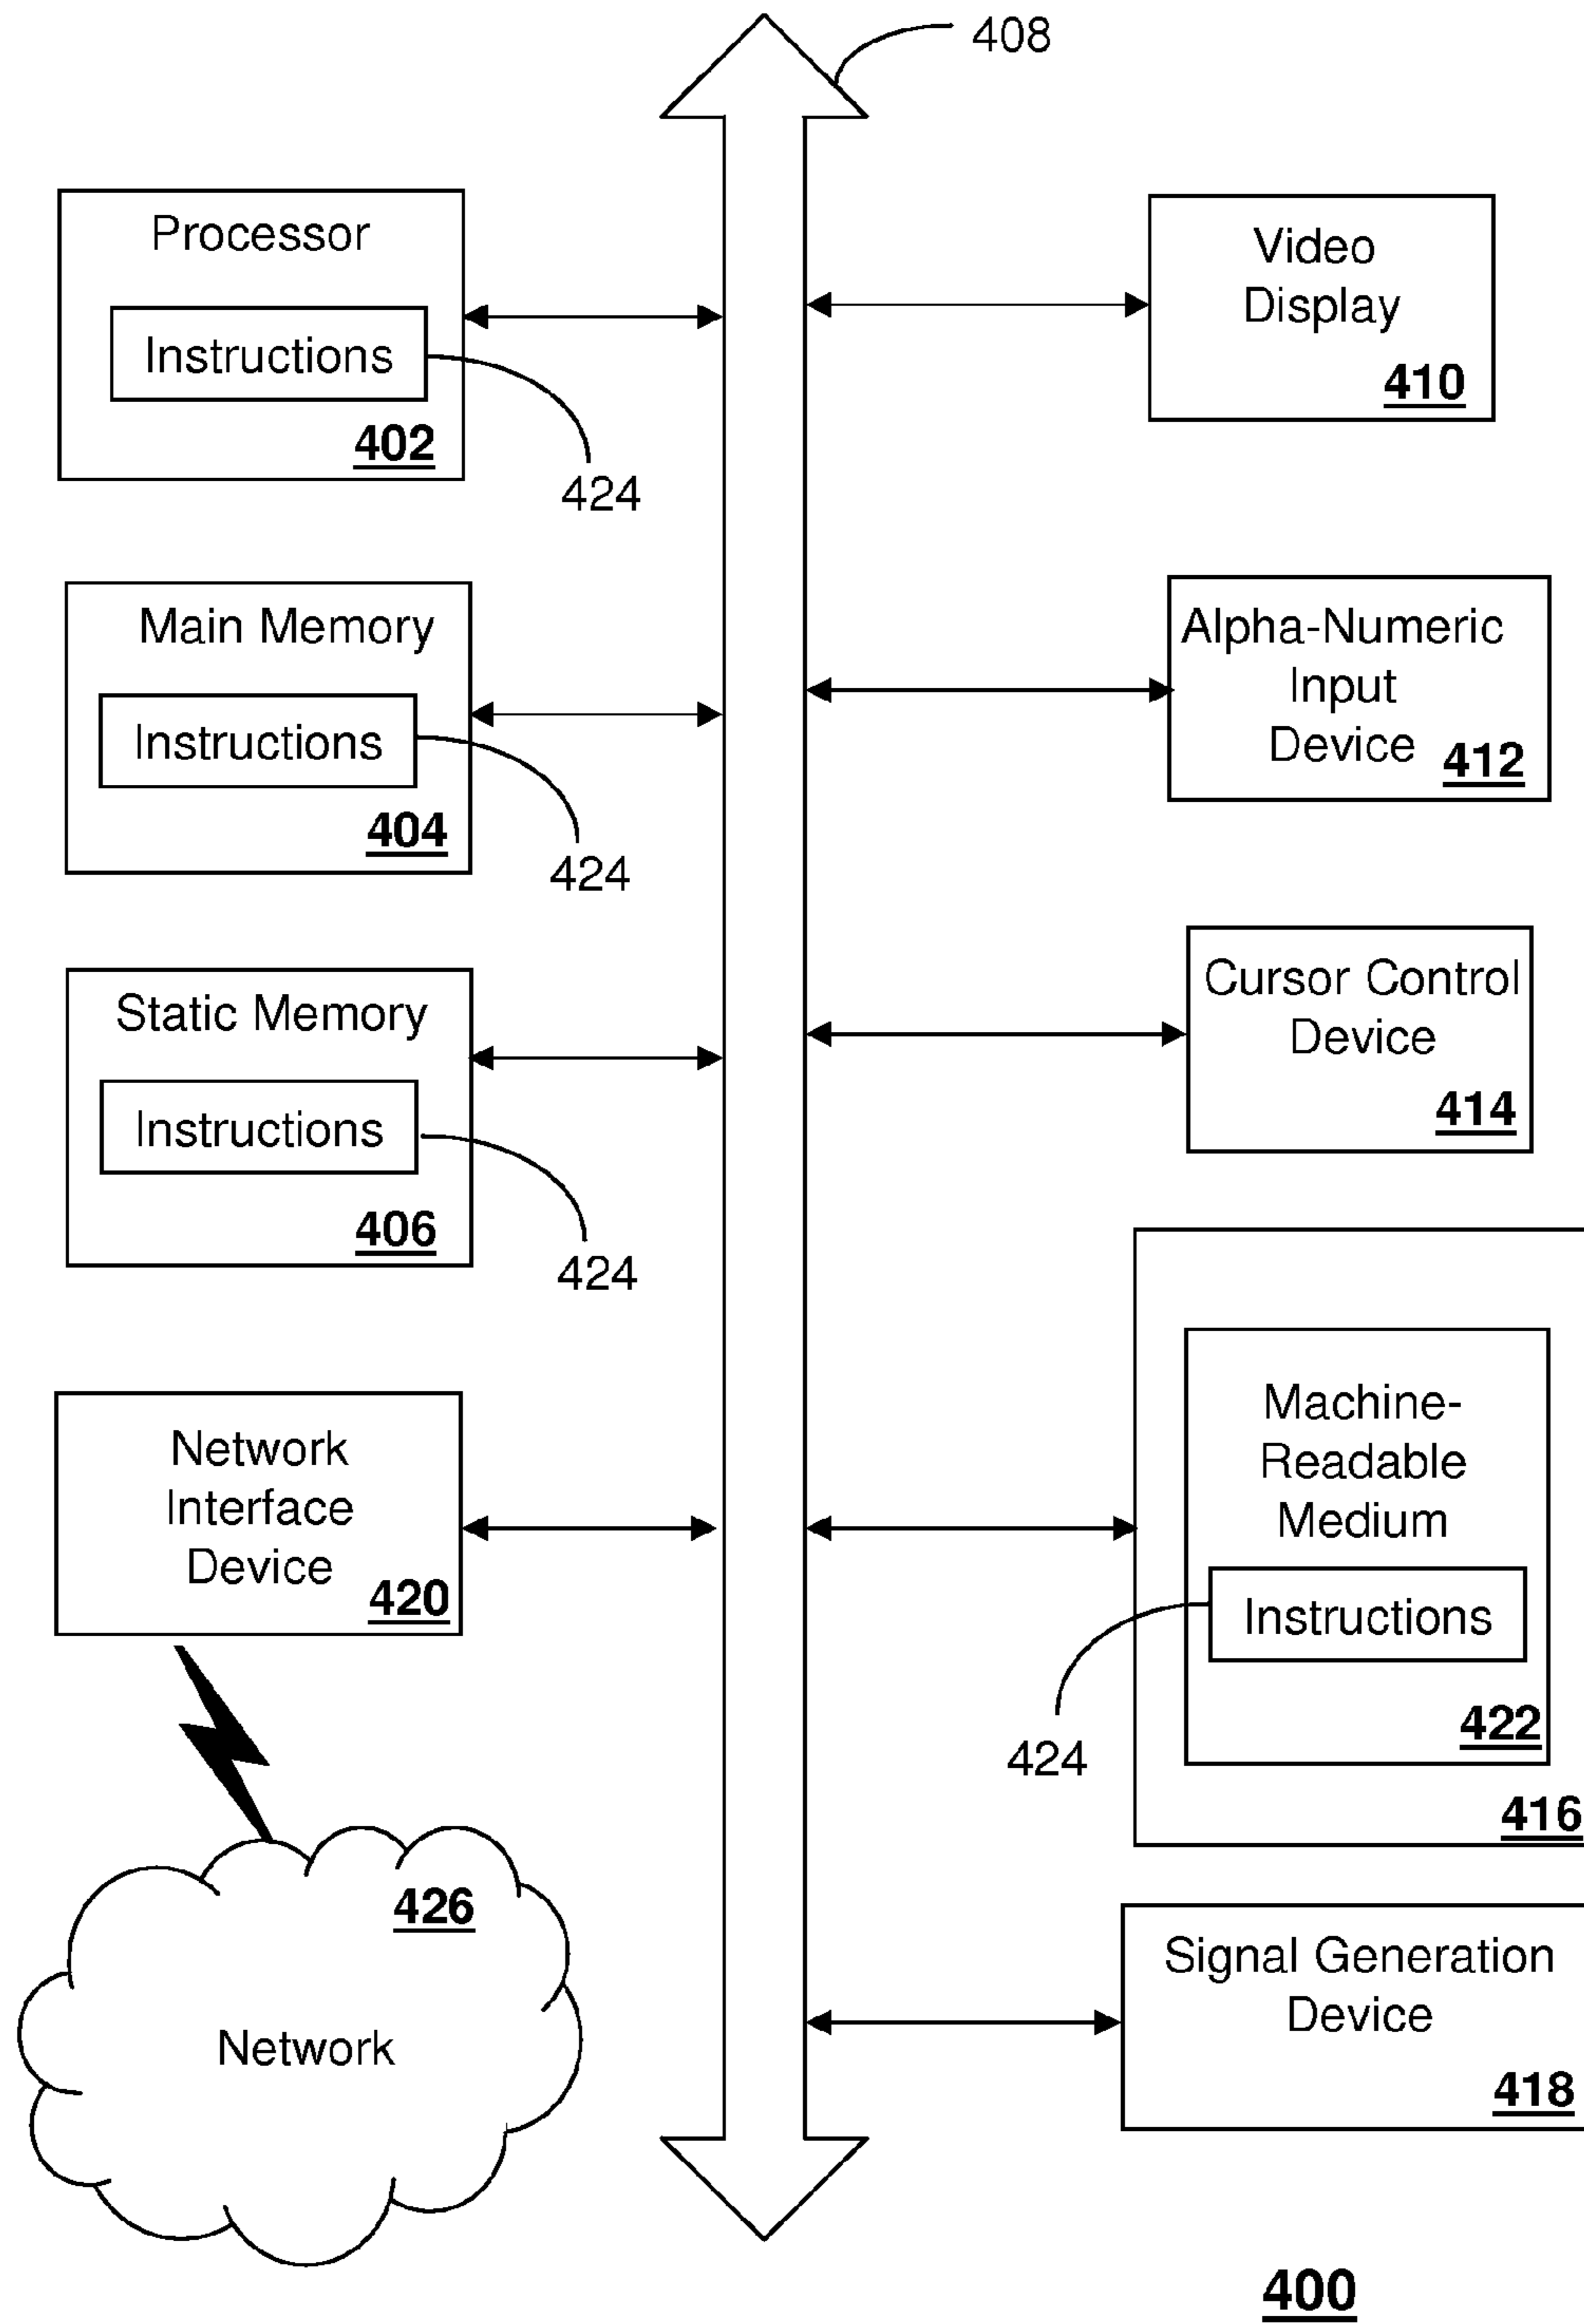 408
Processor
Instructions
402
424
Main Memory
Instructions
404
424
Static Memory
Instructions
406
424
Network
Interface
Device
420
426
Network
Video
Display
410
Alpha-Numeric
Input
Device
412
Cursor Control
Device
414
Machine-
Readable
Medium
Instructions
424
422
416
Signal Generation
Device
418
400